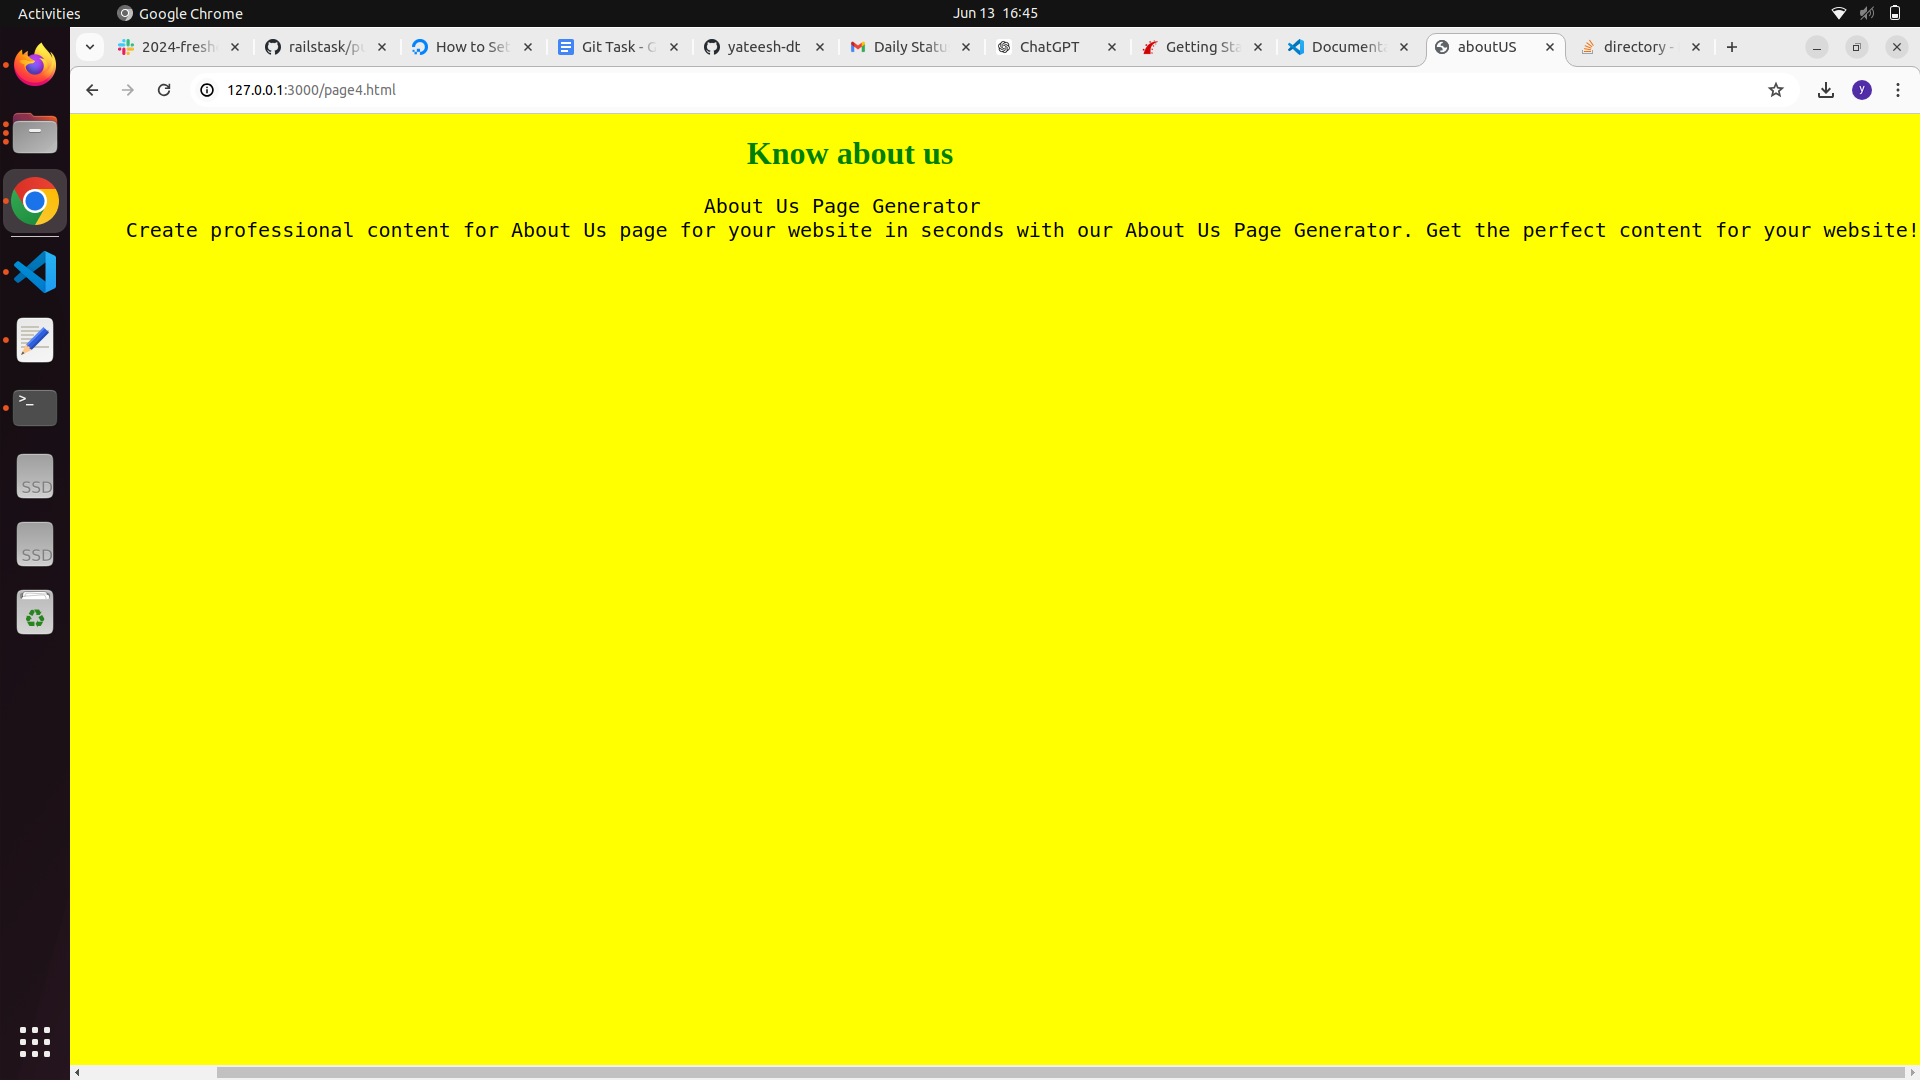 Activities
Google Chrome
Jun 13 16:45
2024-freshe
railstask/pu
How to Set
Git Task - G
yateesh-dt
Daily Statu
ChatGPT
Getting Sta
Documenta
aboutUS
directory -
127.0.0.1:3000/page4.html
y
Know about us
About Us Page Generator
Create professional content for About Us page for your website in seconds with our About Us Page Generator. Get the perfect content for your website!
>_
SSD
SSD